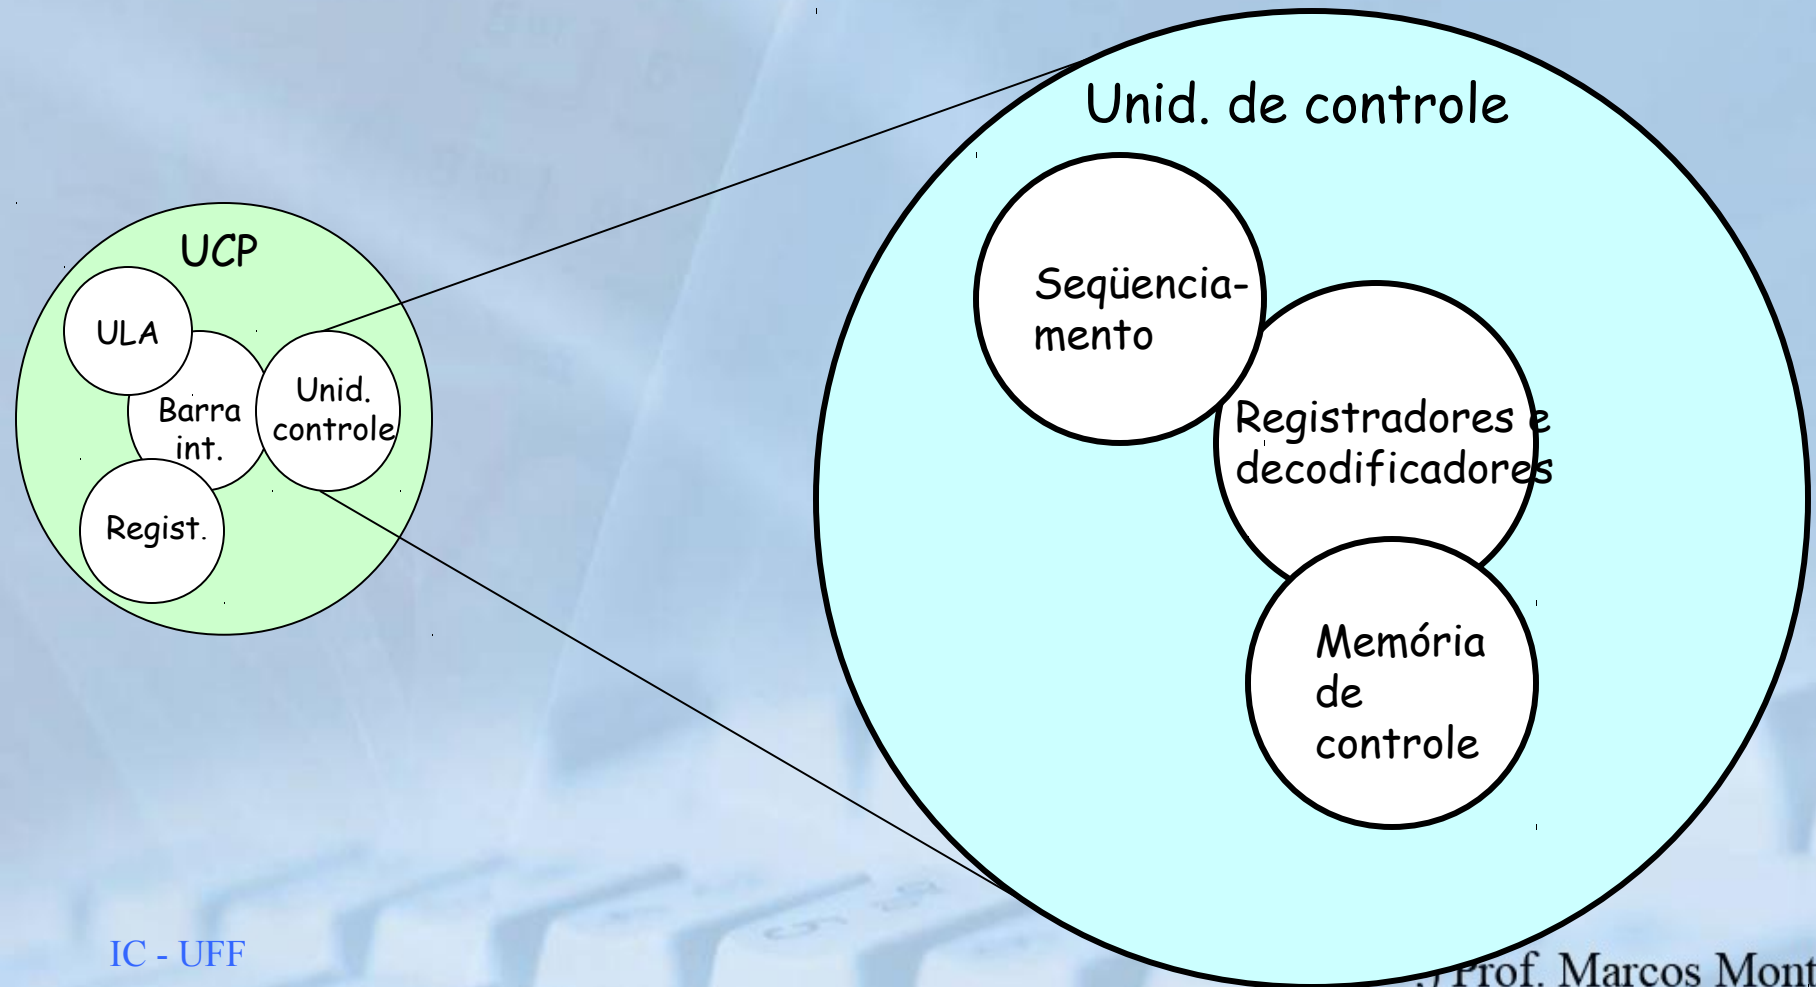 UCP
ULA
Barra
int.
Unid.
controle
Regist.
Unid. de controle
Seqüencia-
mento
Registradores e
decodificadores
Memória
de
controle
IC - UFF
Prof. Marcos